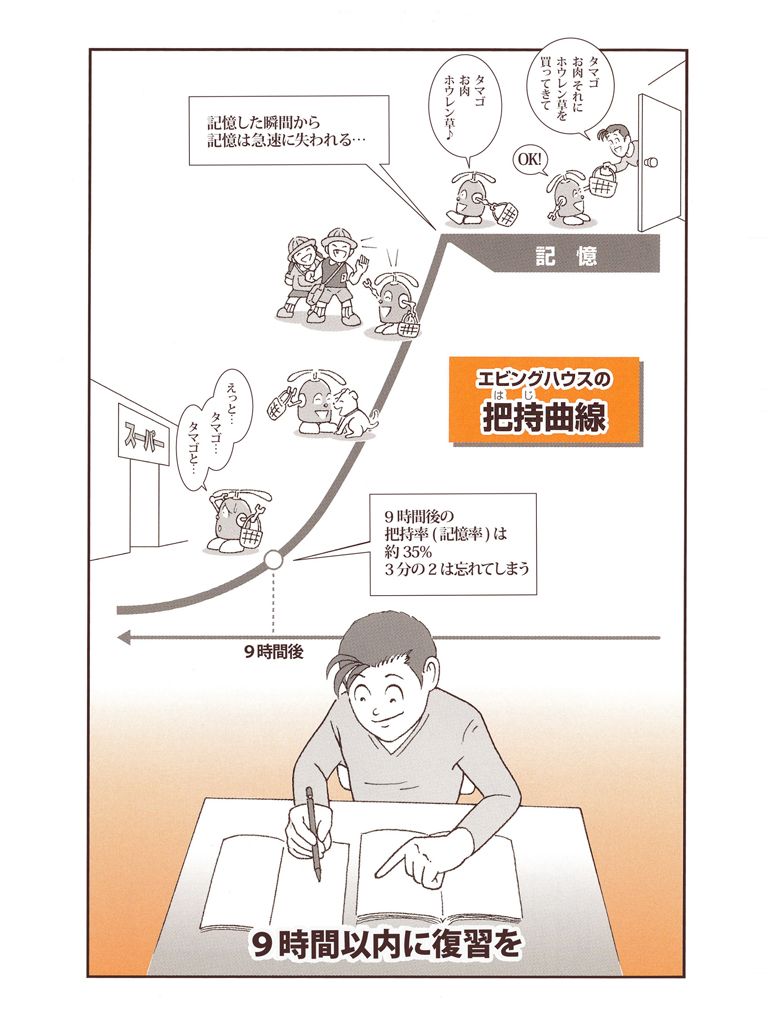 タマゴ
お肉 それに
ホウレン草を
買ってきて
OK!
タマゴ
お肉
ホウレン草♪
記憶した瞬間から
記憶は急速に失われる…
記憶
エビングハウスの
はじ
把持曲線
スーパー
えっと…
タマゴ…
タマゴと…
9時間後の
把持率(記憶率)は
約35%
3分の2は忘れてしまう
9時間後
9時間以内に復習を